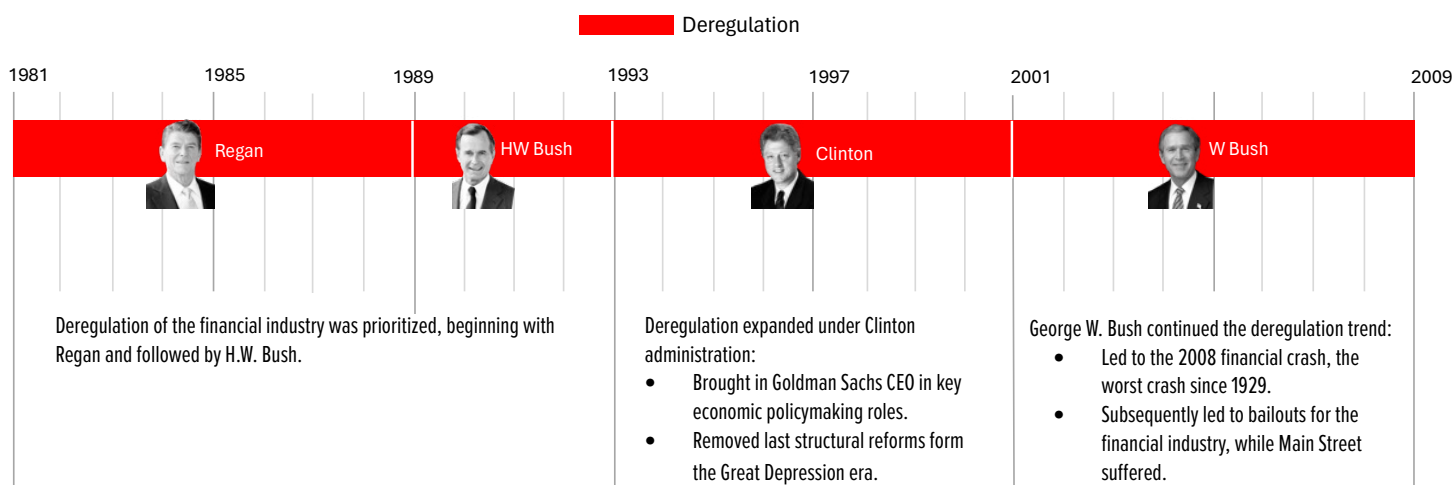 Deregulation
1981 1985 1989 1993 1997 2001 2009
Regan HW Bush Clinton W Bush
Deregulation of the financial industry was prioritized, beginning with
Regan and followed by H.W. Bush.
Deregulation expanded under Clinton
administration:
• Brought in Goldman Sachs CEO in key
economic policymaking roles.
• Removed last structural reforms form
the Great Depression era.
George W. Bush continued the deregulation trend:
• Led to the 2008 financial crash, the
worst crash since 1929.
• Subsequently led to bailouts for the
financial industry, while Main Street
suffered.